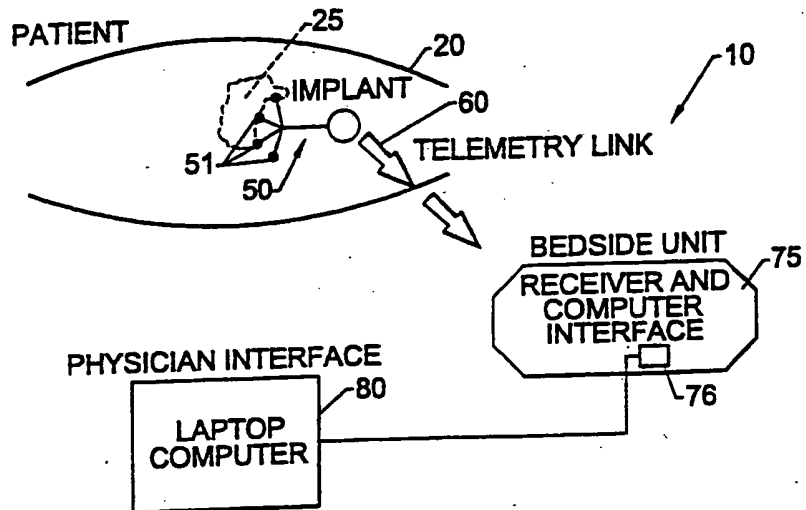 PATIENT
25
20
10
IMPLANT
60
51
50
TELEMETRY LINK
BEDSIDE UNIT
75
RECEIVER AND
COMPUTER
INTERFACE
76
PHYSICIAN INTERFACE
80
LAPTOP
COMPUTER